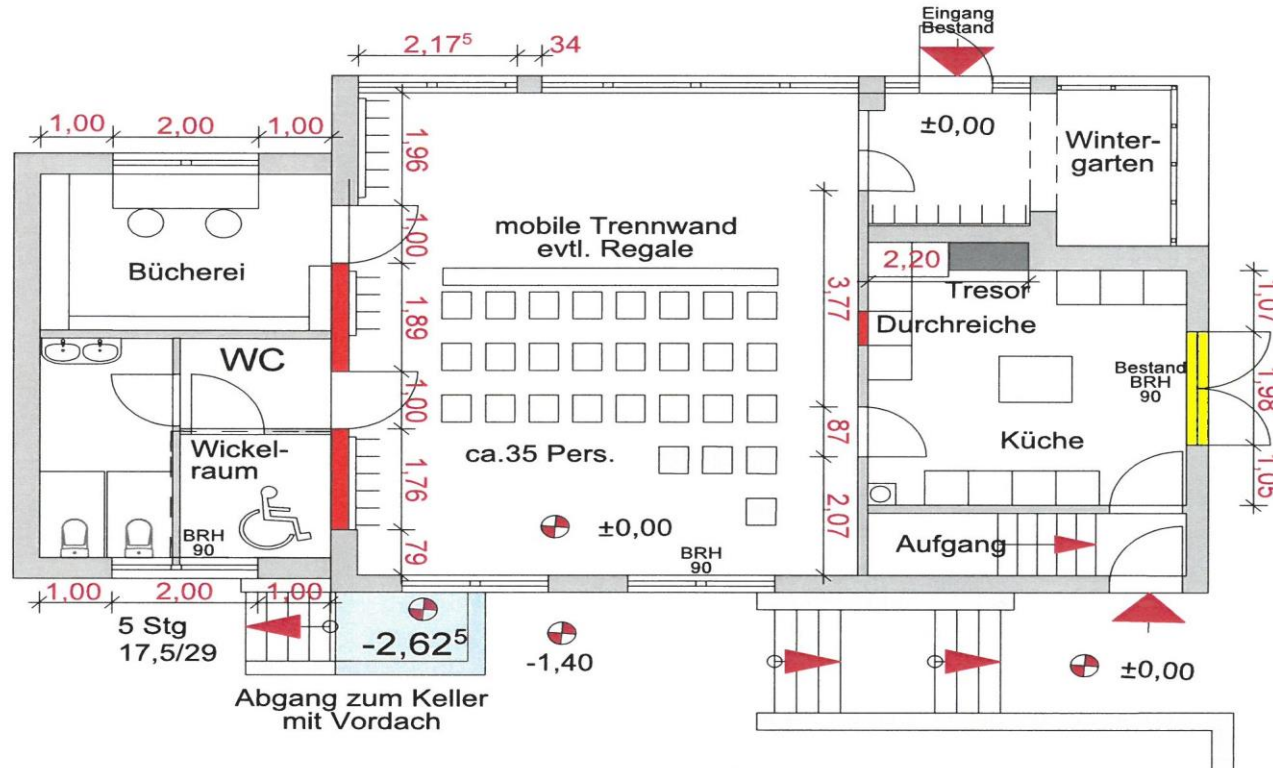 Eingang
Bestand
2,17⁵
34
1,00
2,00
1,00
±0,00
Winter-
garten
1,96
mobile Trennwand
evtl. Regale
1,00
Bücherei
2,20
Tresor
3,77
1,07
1,89
Durchreiche
WC
Bestand
BRH
90
1,98
1,00
Küche
87
Wickel-
raum
ca.35 Pers.
1,76
1,05
±0,00
2,07
Aufgang
BRH
90
BRH
90
79
1,00
2,00
1,00
5 Stg
17,5/29
-2,62⁵
-1,40
±0,00
Abgang zum Keller
mit Vordach